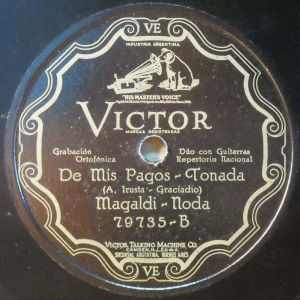 VE
INDUSTRIA ARGENTINA
"HIS MASTER'S VOICE"
VICTOR
MARCAS REGISTRADAS
Grabación Ortofónica
Dúo con Guitarras Repertorio Nacional
De Mis Pagos - Tonada
(A. Irusta - Graciadio)
Magaldi - Noda
79735-B
VICTOR TALKING MACHINE CO.
CAMDEN, N.J., E.U. de A.
SUCURSAL ARGENTINA, BUENOS AIRES
VE